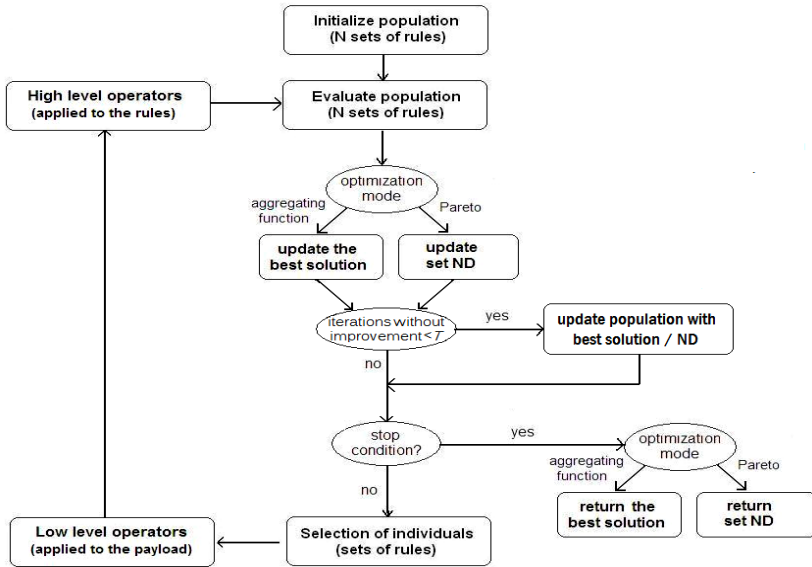 Initialize population
(N sets of rules)
High level operators
(applied to the rules)
Evaluate population
(N sets of rules)
optimization
mode
aggregating
function
Pareto
update the
best solution
update
set ND
iterations without
improvement<T
yes
update population with
best solution / ND
no
stop
condition?
yes
optimization
mode
aggregating
function
Pareto
no
return the
best solution
return
set ND
Low level operators
(applied to the payload)
Selection of individuals
(sets of rules)